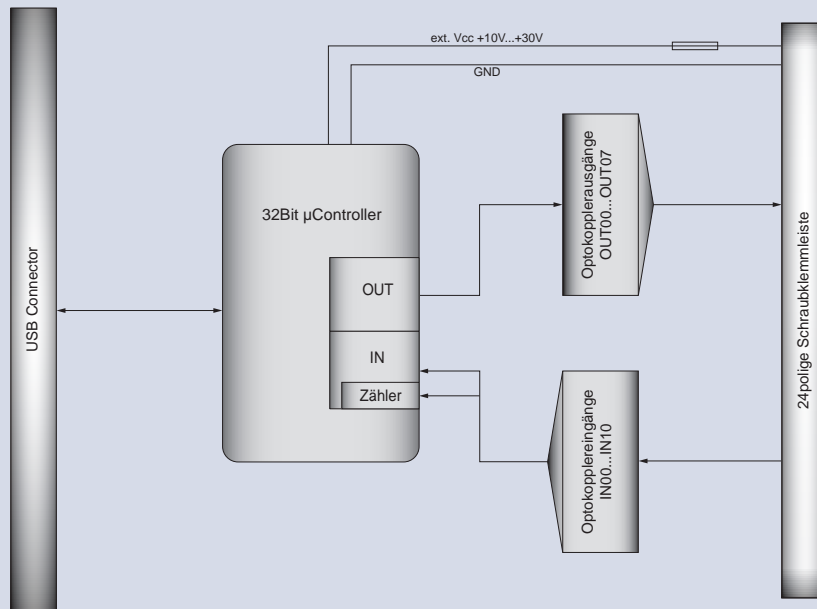 ext. Vcc +10V...+30V
GND
32Bit µController
OUT
IN
Zähler
USB Connector
Optokopplerausgänge
OUT00... OUT07
Optokopplereingänge
IN00... IN10
24polige Schraubklemmleiste